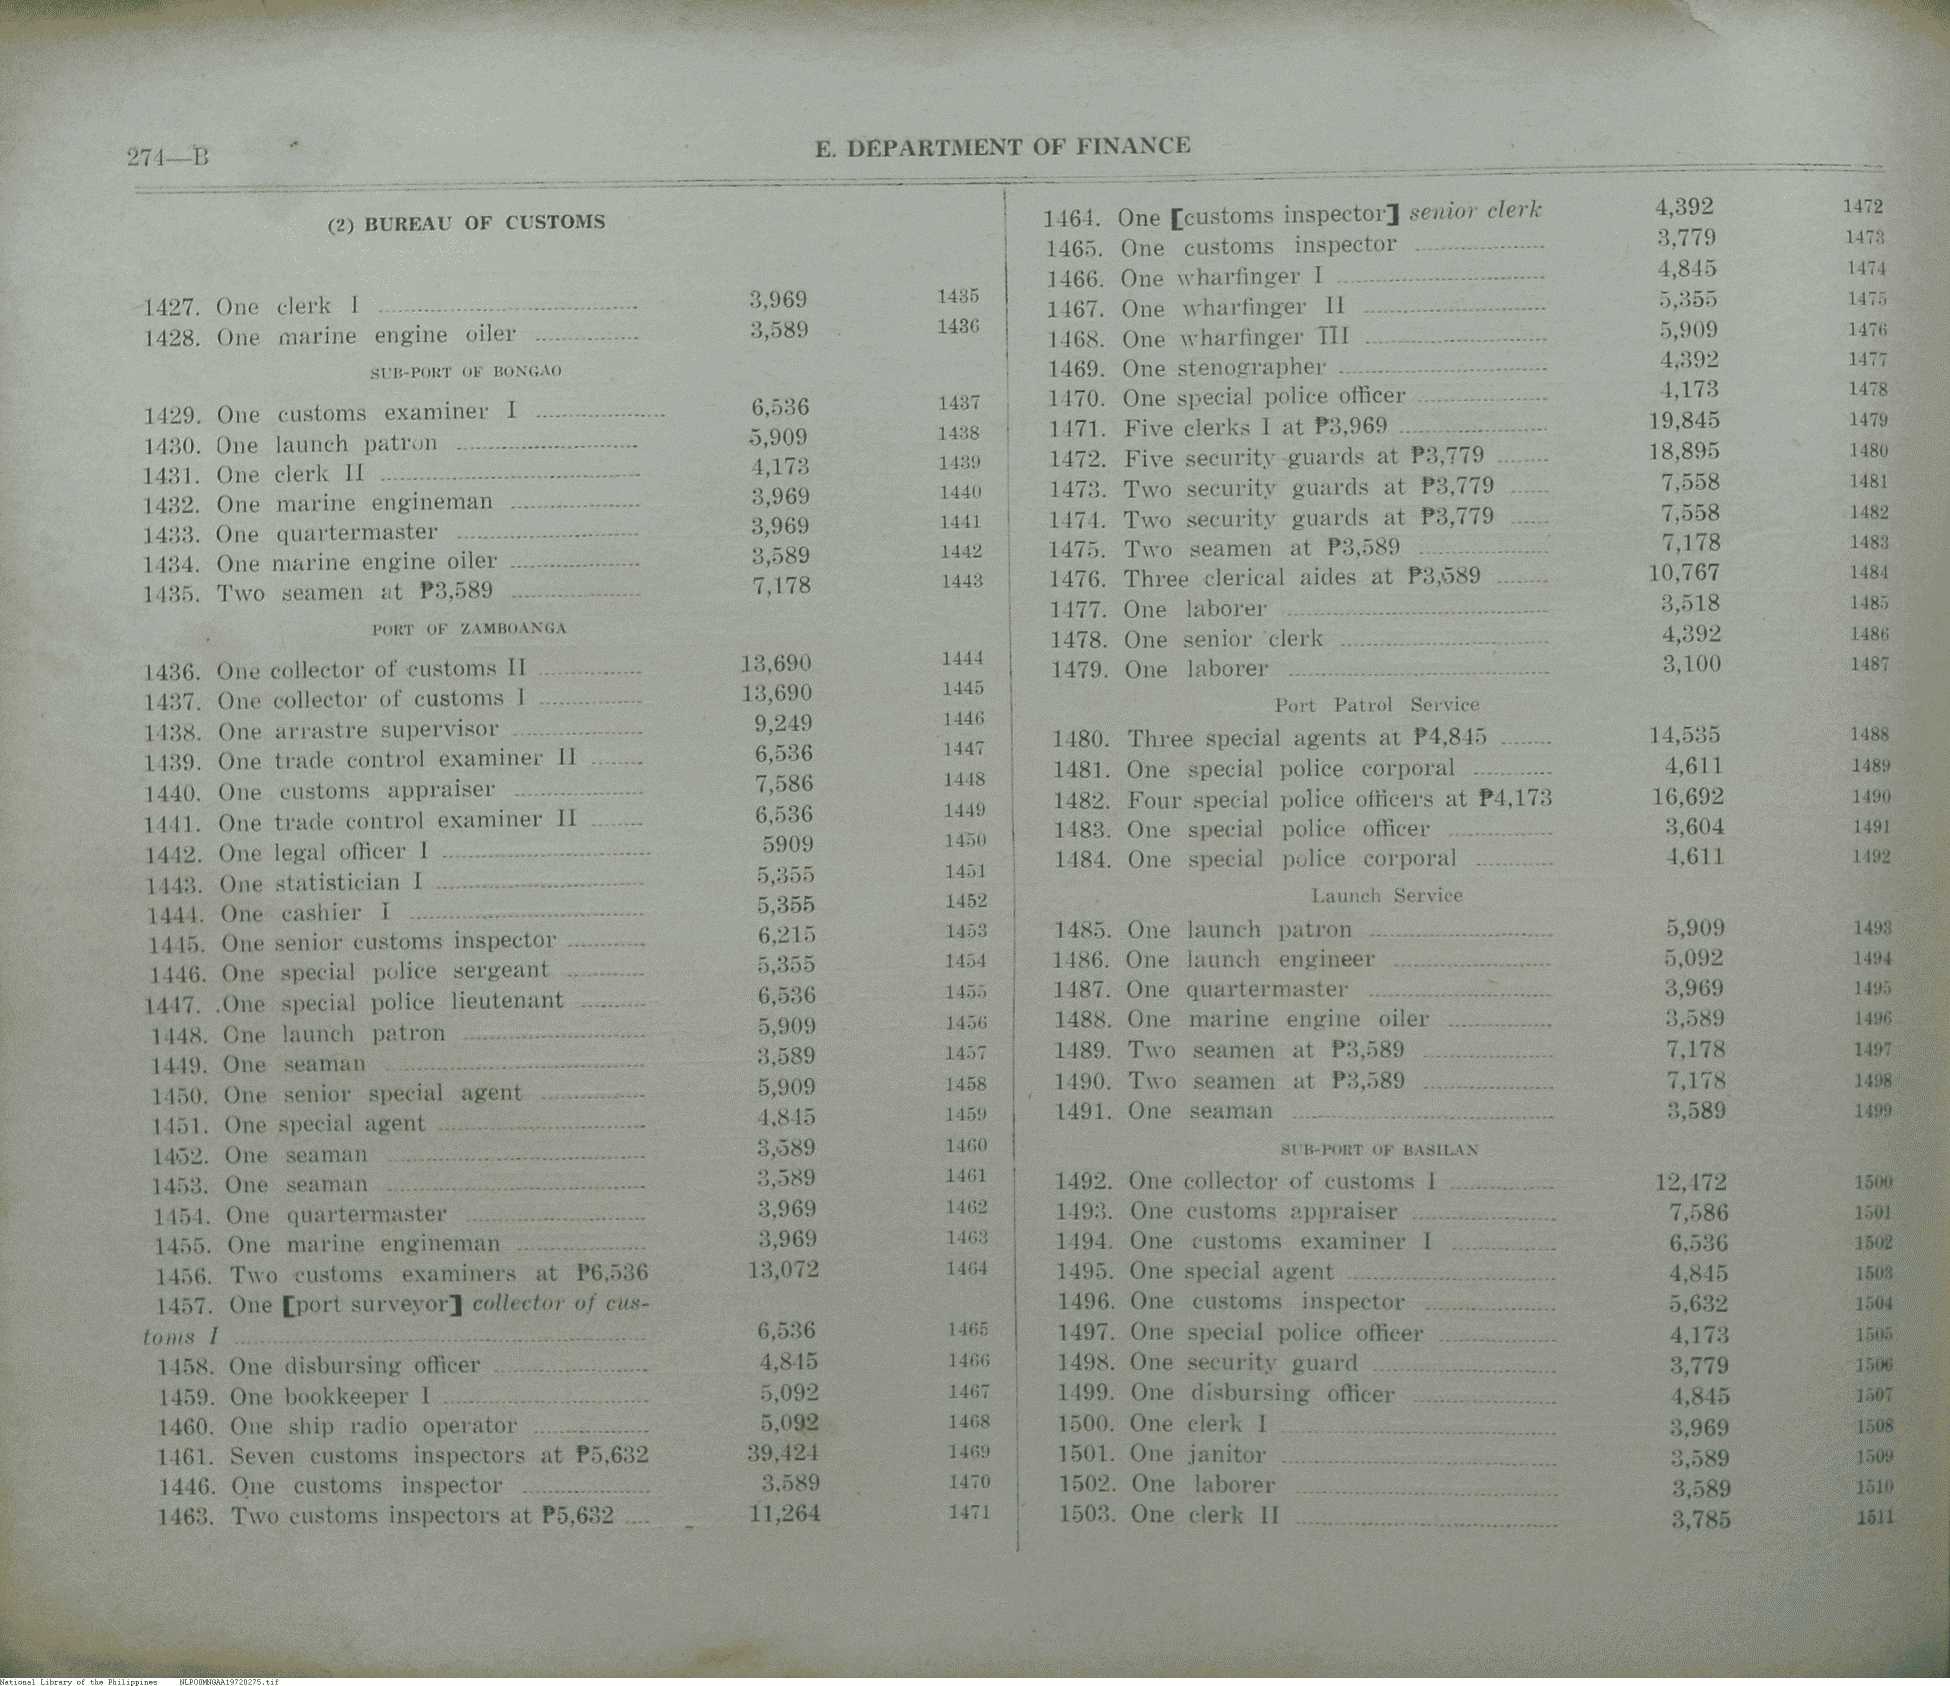 274—B
E. DEPARTMENT OF FINANCE
(2) BUREAU OF CUSTOMS
1427. One clerk I 3,969 1435
1428. One marine engine oiler 3,589 1436
SUB-PORT OF BONGAO
1429. One customs examiner I 6,536 1437
1430. One launch patron 5,909 1438
1431. One clerk II 4,173 1439
1432. One marine engineman 3,969 1440
1433. One quartermaster 3,969 1441
1434. One marine engine oiler 3,589 1442
1435. Two seamen at ₱3,589 7,178 1443
PORT OF ZAMBOANGA
1436. One collector of customs II 13,690 1444
1437. One collector of customs I 13,690 1445
1438. One arrastre supervisor 9,249 1446
1439. One trade control examiner II 6,536 1447
1440. One customs appraiser 7,586 1448
1441. One trade control examiner II 6,536 1449
1442. One legal officer I 5909 1450
1443. One statistician I 5,355 1451
1444. One cashier I 5,355 1452
1445. One senior customs inspector 6,215 1453
1446. One special police sergeant 5,355 1454
1447. .One special police lieutenant 6,536 1455
1448. One launch patron 5,909 1456
1449. One seaman 3,589 1457
1450. One senior special agent 5,909 1458
1451. One special agent 4,845 1459
1452. One seaman 3,589 1460
1453. One seaman 3,589 1461
1454. One quartermaster 3,969 1462
1455. One marine engineman 3,969 1463
1456. Two customs examiners at ₱6,536 13,072 1464
1457. One [port surveyor] collector of cus-
toms I 6,536 1465
1458. One disbursing officer 4,845 1466
1459. One bookkeeper I 5,092 1467
1460. One ship radio operator 5,092 1468
1461. Seven customs inspectors at ₱5,632 39,424 1469
1446. One customs inspector 3.589 1470
1463. Two customs inspectors at ₱5,632 11,264 1471
1464. One [customs inspector] senior clerk 4,392 1472
1465. One customs inspector 3,779 1473
1466. One wharfinger I 4,845 1474
1467. One wharfinger II 5,355 1475
1468. One wharfinger III 5,909 1476
1469. One stenographer 4,392 1477
1470. One special police officer 4,173 1478
1471. Five clerks I at ₱3,969 19,845 1479
1472. Five security guards at ₱3,779 18,895 1480
1473. Two security guards at ₱3,779 7,558 1481
1474. Two security guards at ₱3,779 7,558 1482
1475. Two seamen at ₱3,589 7,178 1483
1476. Three clerical aides at ₱3,589 10,767 1484
1477. One laborer 3,518 1485
1478. One senior clerk 4,392 1486
1479. One laborer 3,100 1487
Port Patrol Service
1480. Three special agents at ₱4,845 14,535 1488
1481. One special police corporal 4,611 1489
1482. Four special police officers at ₱4,173 16,692 1490
1483. One special police officer 3,604 1491
1484. One special police corporal 4,611 1492
Launch Service
1485. One launch patron 5,909 1493
1486. One launch engineer 5,092 1494
1487. One quartermaster 3,969 1495
1488. One marine engine oiler 3,589 1496
1489. Two seamen at ₱3,589 7,178 1497
1490. Two seamen at ₱3,589 7,178 1498
1491. One seaman 3,589 1499
SUB-PORT OF BASILAN
1492. One collector of customs I 12,472 1500
1493. One customs appraiser 7,586 1501
1494. One customs examiner I 6,536 1502
1495. One special agent 4,845 1503
1496. One customs inspector 5,632 1504
1497. One special police officer 4,173 1505
1498. One security guard 3,779 1506
1499. One disbursing officer 4,845 1507
1500. One clerk I 3,969 1508
1501. One janitor 3,589 1509
1502. One laborer 3,589 1510
1503. One clerk II 3,785 1511
National Library of the Philippines NLPO0MNGAA19720275.tif